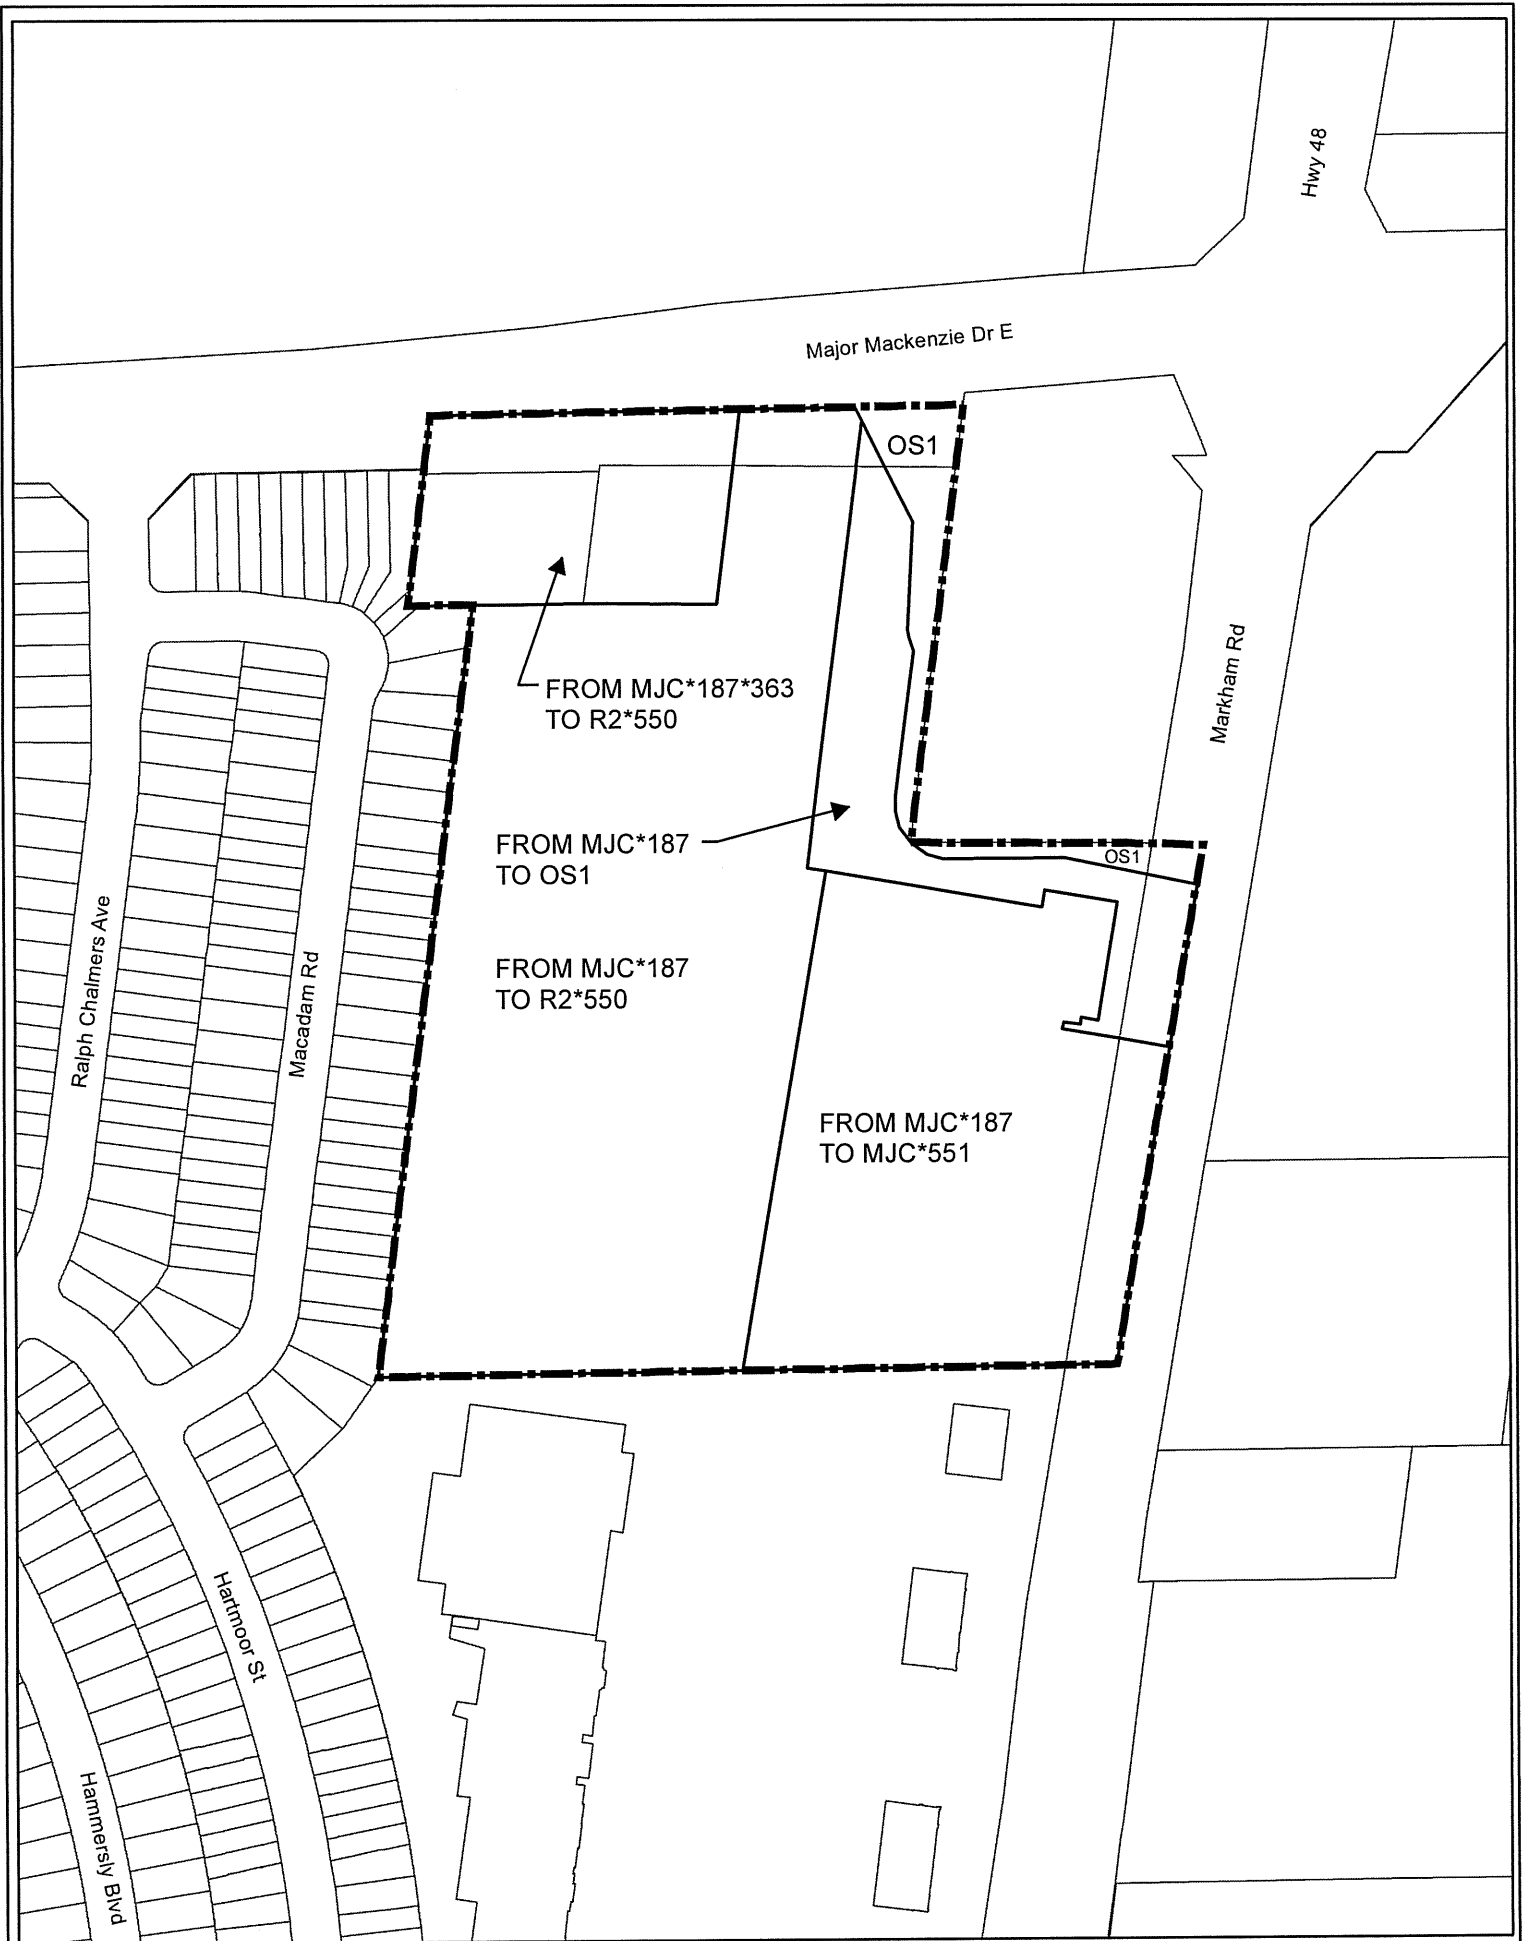 Hwy 48
Major Mackenzie Dr E
OS1
Markham Rd
FROM MJC*187*363
TO R2*550
FROM MJC*187
TO OS1
OS1
Ralph Chalmers Ave
Macadam Rd
FROM MJC*187
TO R2*550
FROM MJC*187
TO MJC*551
Hartmoor St
Hammersly Blvd